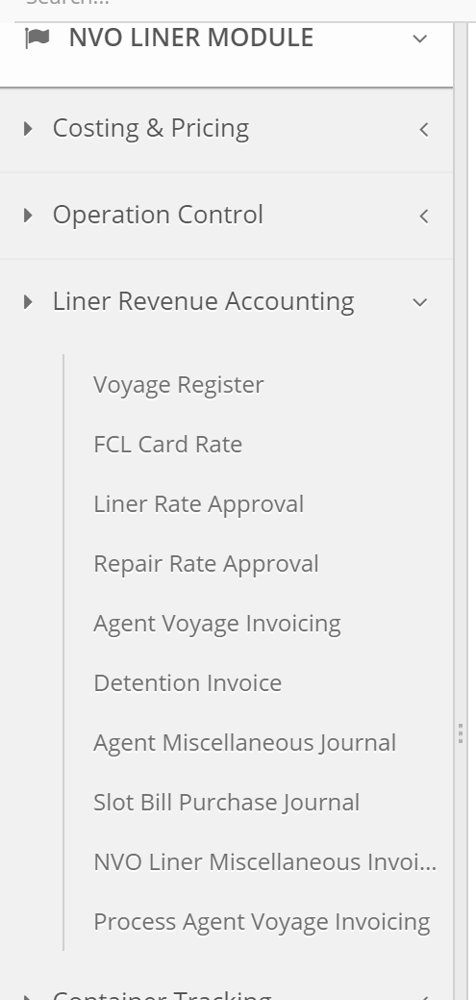 Search...
NVO LINER MODULE
Costing & Pricing
Operation Control
Liner Revenue Accounting
Voyage Register
FCL Card Rate
Liner Rate Approval
Repair Rate Approval
Agent Voyage Invoicing
Detention Invoice
Agent Miscellaneous Journal
Slot Bill Purchase Journal
NVO Liner Miscellaneous Invoi...
Process Agent Voyage Invoicing
Container Tracking